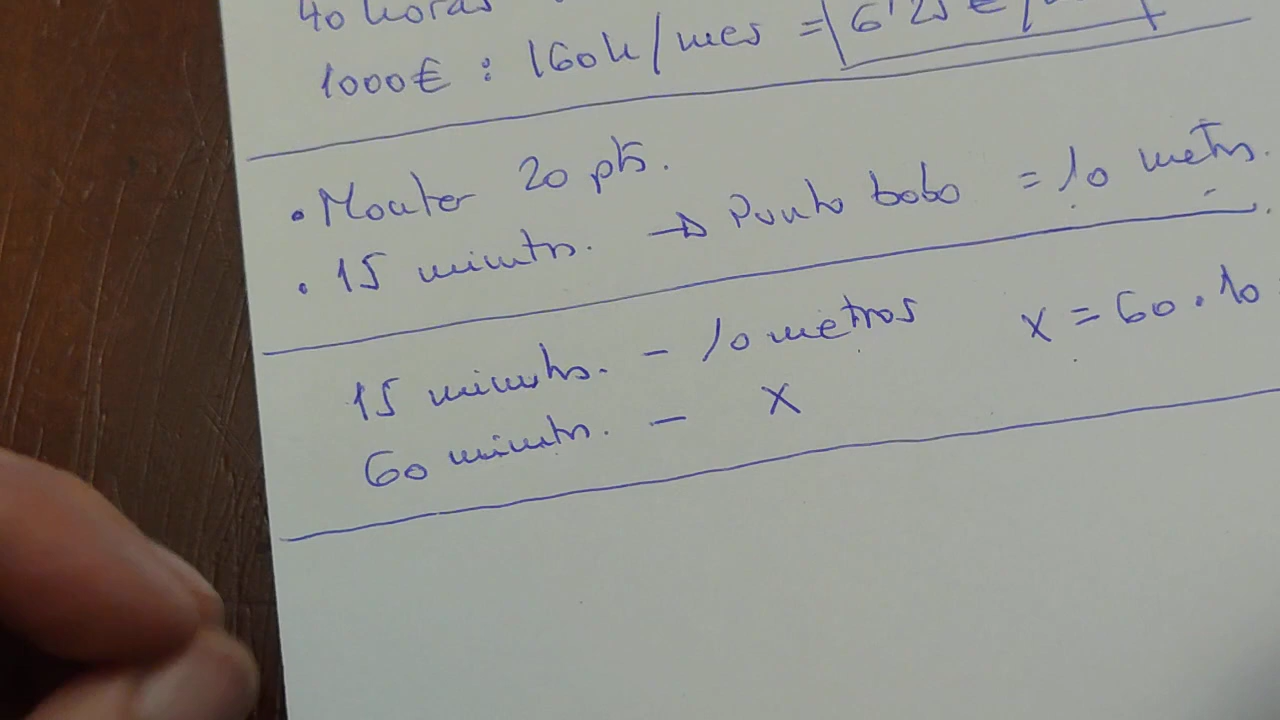 40 horas
1000€ : 160h/mes = 6'25 €/
• Montar 20 pts.
• 15 minutos. → Punto bobo = 10 metros.
15 minutos. - 10 metros x = 60 · 10
60 minutos. - x